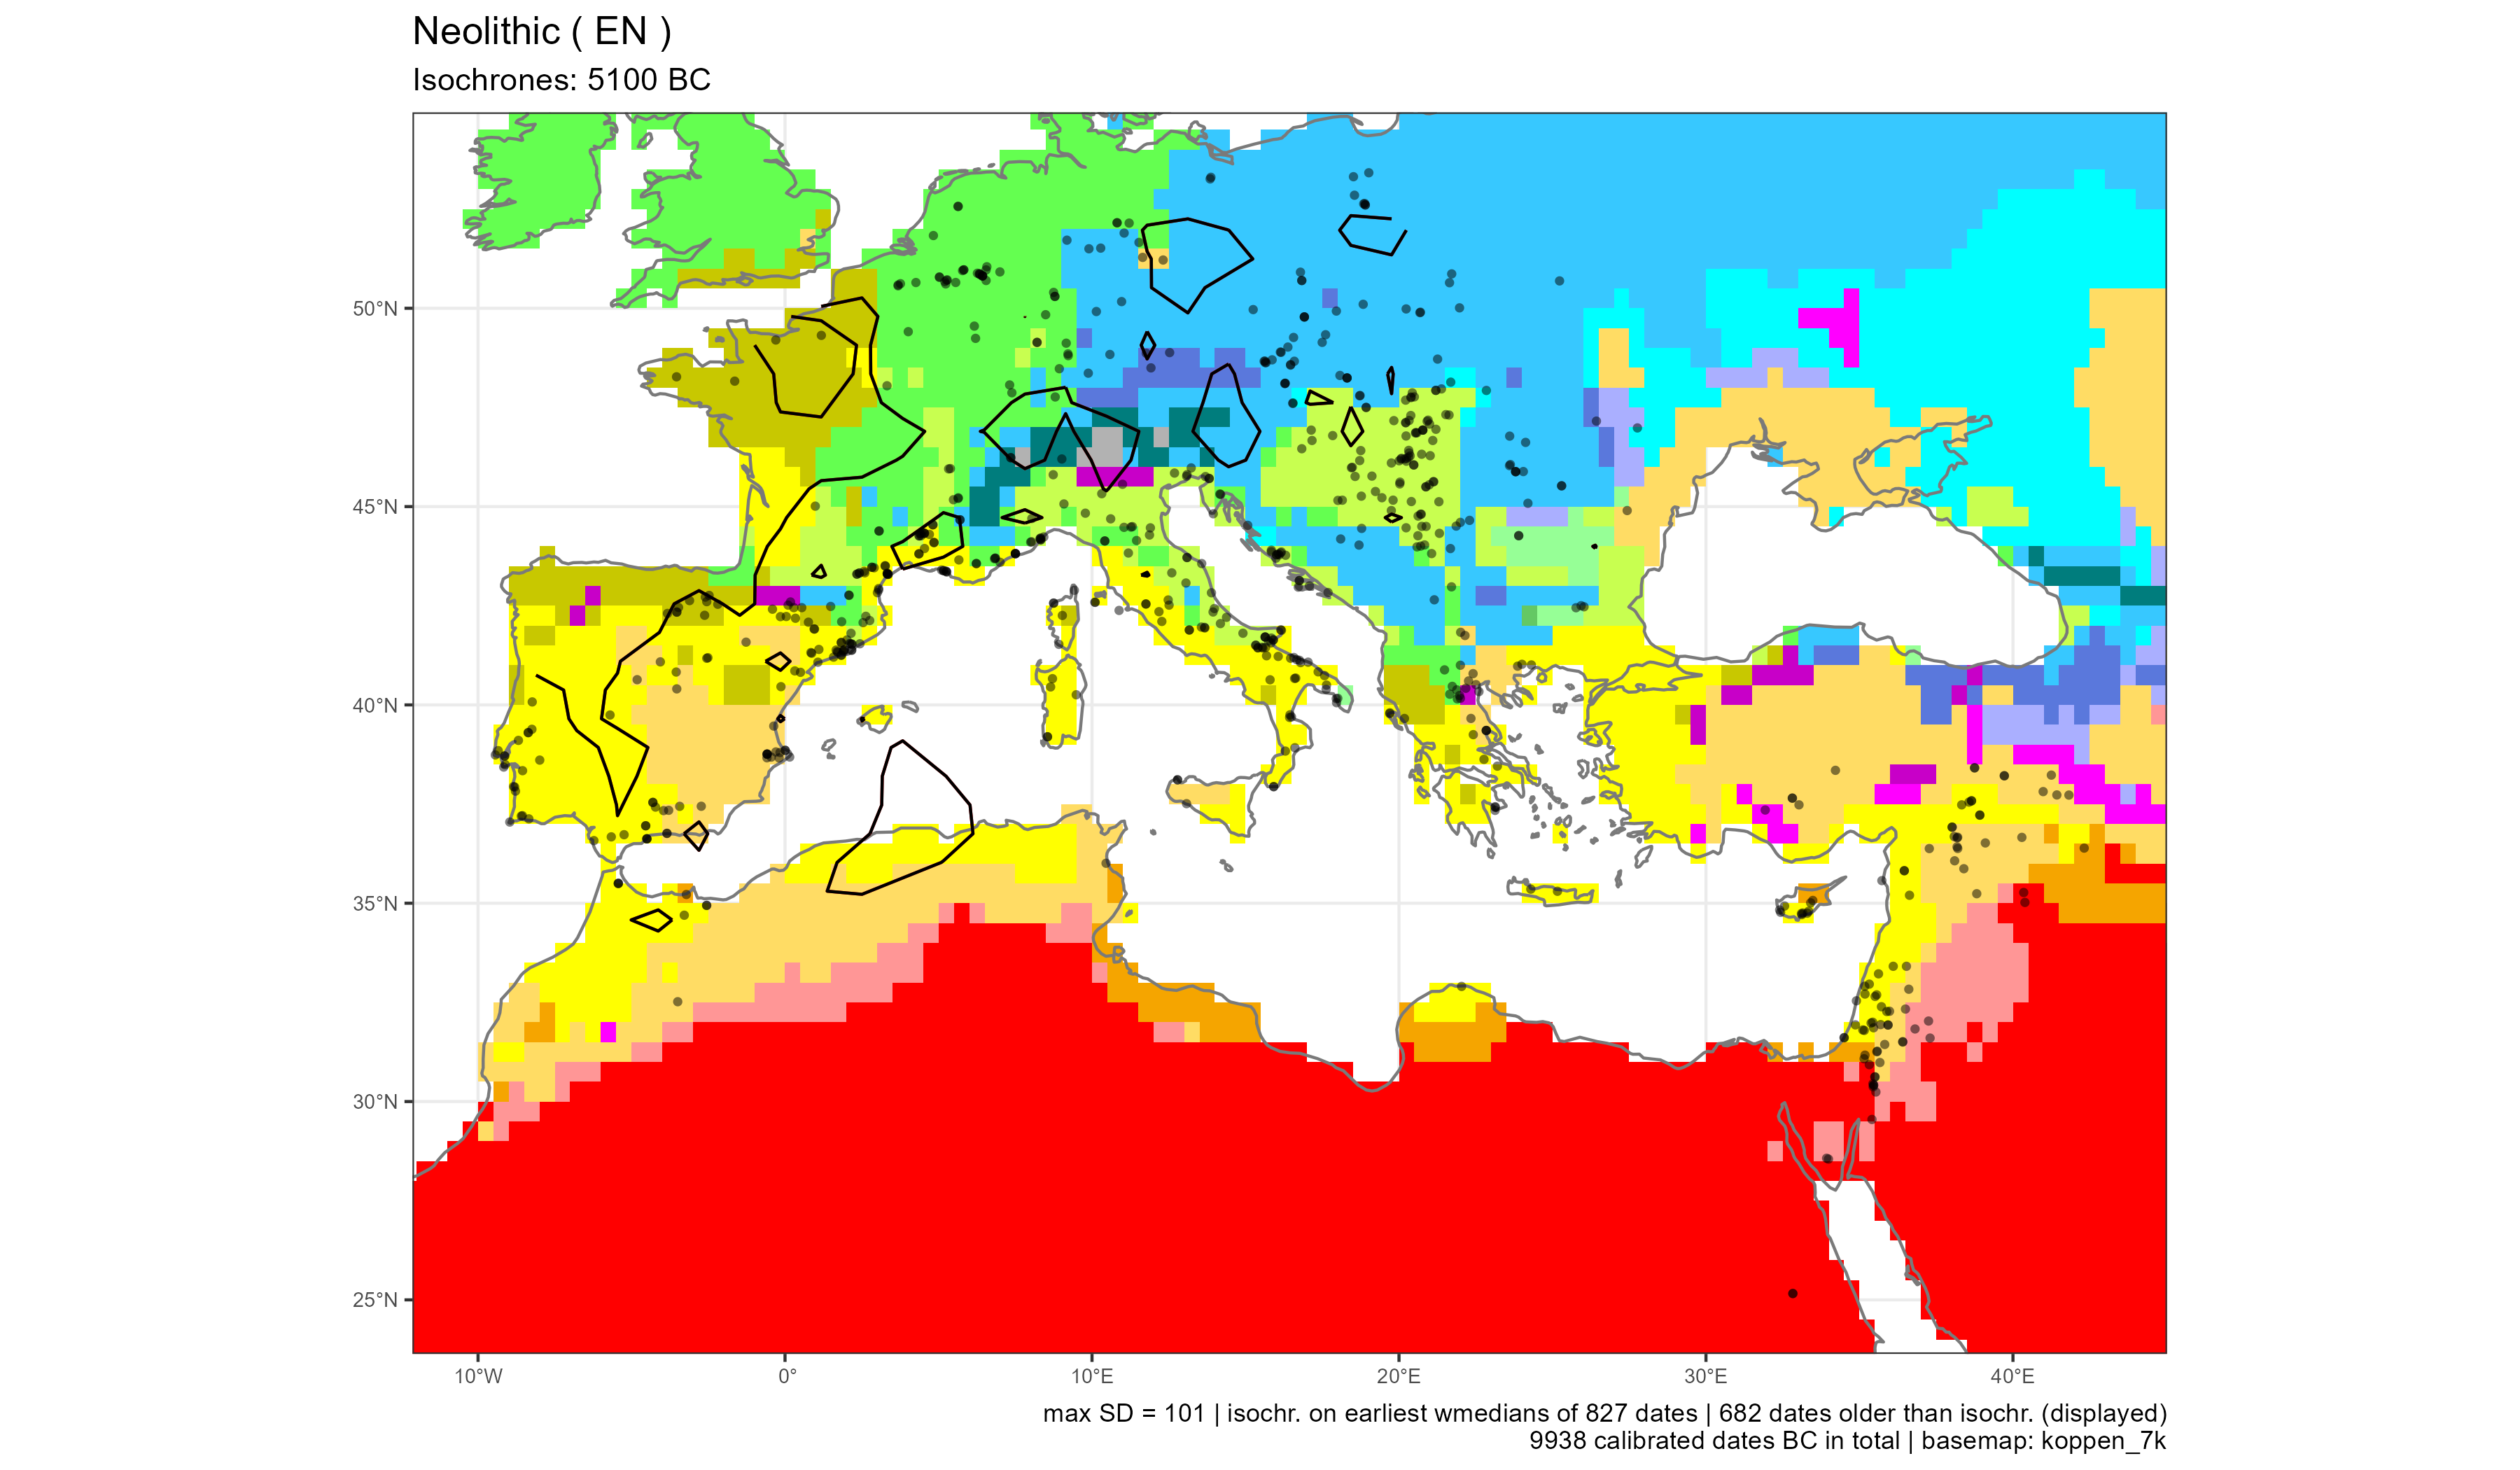 Neolithic ( EN )
Isochrones: 5100 BC
50°N
45°N
40°N
35°N
30°N
25°N
10°W 0° 10°E 20°E 30°E 40°E
max SD = 101 | isochr. on earliest wmedians of 827 dates | 682 dates older than isochr. (displayed)
9938 calibrated dates BC in total | basemap: koppen_7k